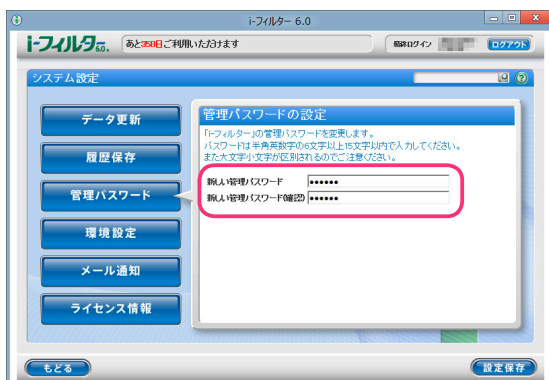 i-フィルター 6.0
i-フィルター6.0.
あと350日ご利用いただけます
最終ログイン
ログアウト
システム設定
データ更新
履歴保存
管理パスワード
環境設定
メール通知
ライセンス情報
管理パスワードの設定
「i-フィルター」の管理パスワードを変更します。
パスワードは半角英数字の6文字以上15文字以内で入力してください。
また大文字小文字が区別されるのでご注意ください。
新しい管理パスワード ••••••
新しい管理パスワード(確認) ••••••
もどる
設定保存